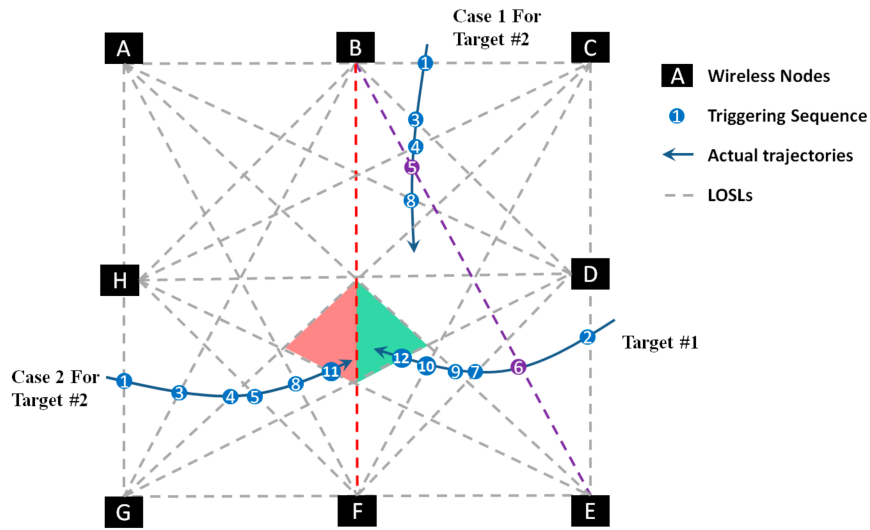 Case 1 For
Target #2
A
B
C
1
3
4
5
8
A Wireless Nodes
1 Triggering Sequence
Actual trajectories
LOSLs
H
D
2
Target #1
Case 2 For
Target #2
1
3
4
5
8
11
12
10
9
7
6
G
F
E